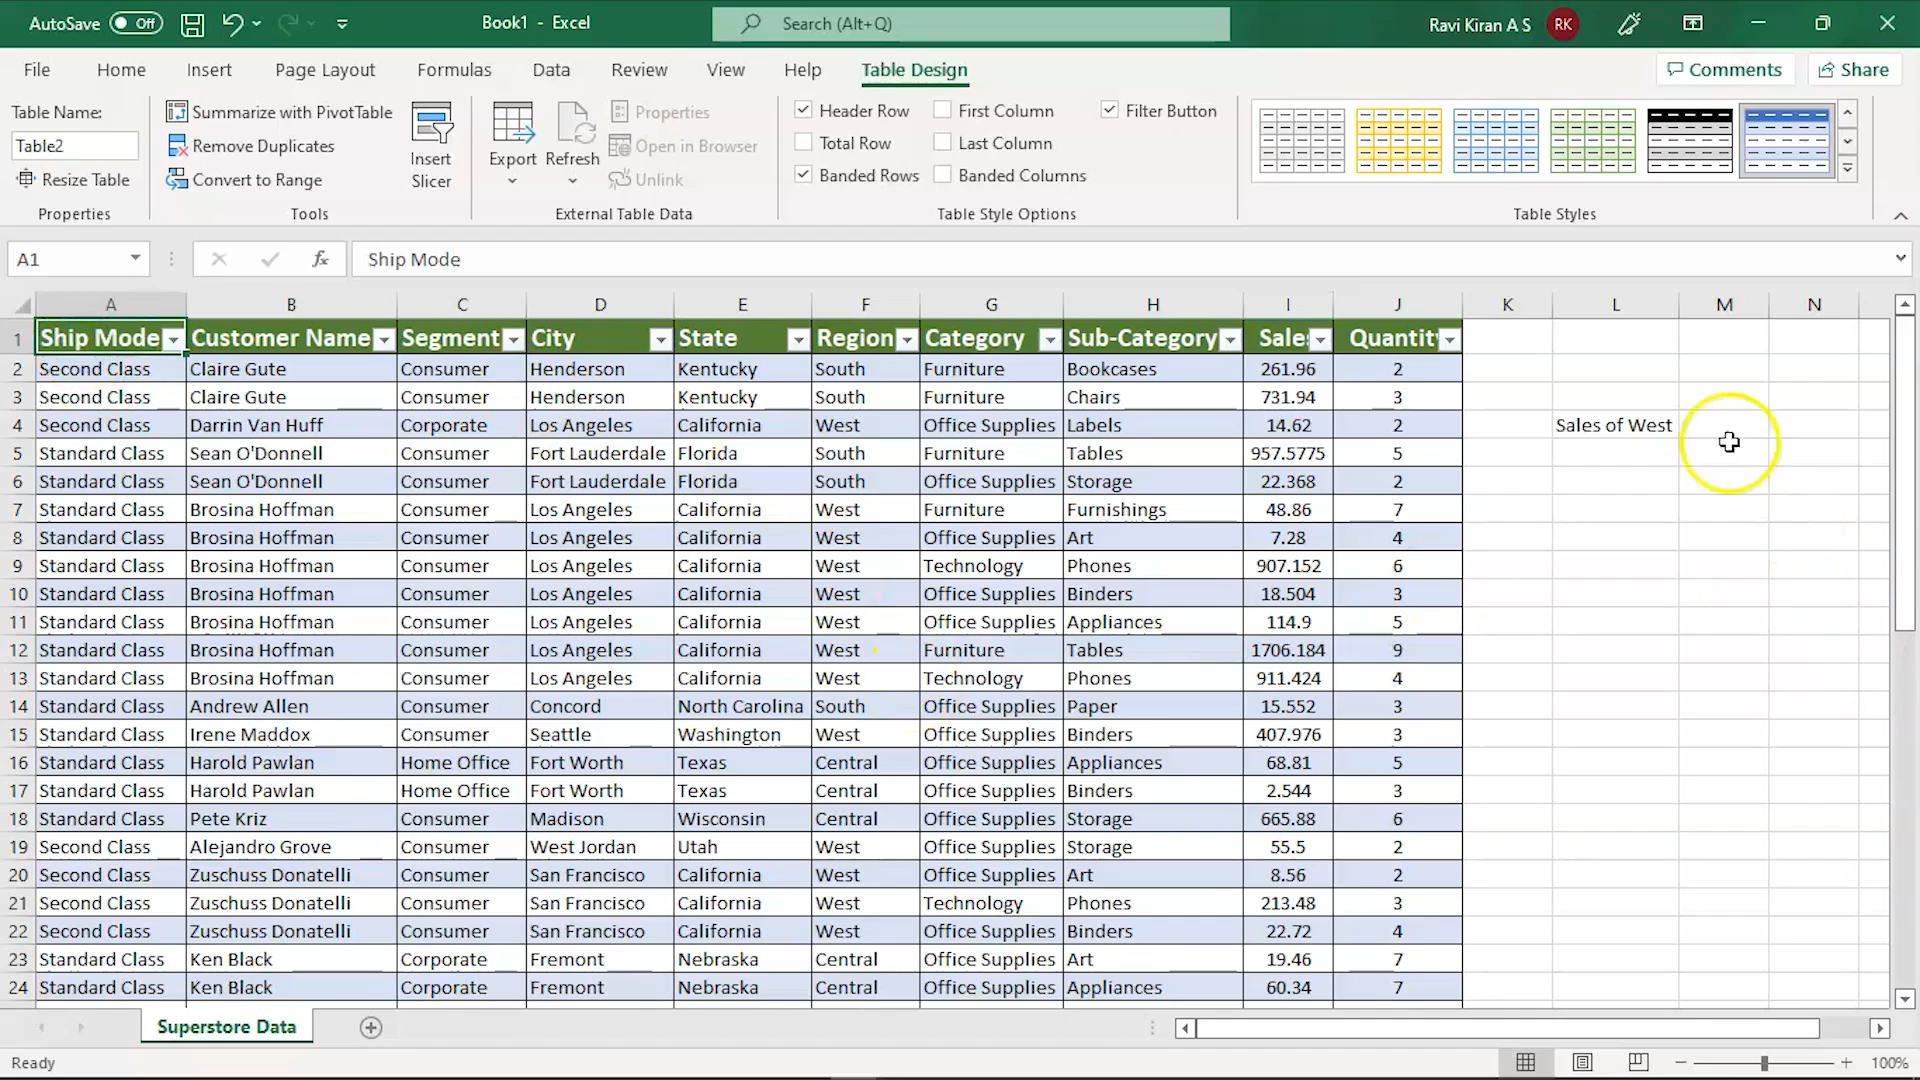 AutoSave Off Book1 - Excel Search (Alt+Q) Ravi Kiran A S RK
File Home Insert Page Layout Formulas Data Review View Help Table Design Comments Share
Table Name:
Table2
Resize Table
Properties
Summarize with PivotTable
Remove Duplicates
Convert to Range
Tools
Insert
Slicer
Export
Refresh
Properties
Open in Browser
Unlink
External Table Data
Header Row First Column Filter Button
Total Row Last Column
Banded Rows Banded Columns
Table Style Options
Table Styles
A1 fx Ship Mode
A B C D E F G H I J K L M N
1 Ship Mode Customer Name Segment City State Region Category Sub-Category Sales Quantity
2 Second Class Claire Gute Consumer Henderson Kentucky South Furniture Bookcases 261.96 2
3 Second Class Claire Gute Consumer Henderson Kentucky South Furniture Chairs 731.94 3
4 Second Class Darrin Van Huff Corporate Los Angeles California West Office Supplies Labels 14.62 2 Sales of West
5 Standard Class Sean O'Donnell Consumer Fort Lauderdale Florida South Furniture Tables 957.5775 5
6 Standard Class Sean O'Donnell Consumer Fort Lauderdale Florida South Office Supplies Storage 22.368 2
7 Standard Class Brosina Hoffman Consumer Los Angeles California West Furniture Furnishings 48.86 7
8 Standard Class Brosina Hoffman Consumer Los Angeles California West Office Supplies Art 7.28 4
9 Standard Class Brosina Hoffman Consumer Los Angeles California West Technology Phones 907.152 6
10 Standard Class Brosina Hoffman Consumer Los Angeles California West Office Supplies Binders 18.504 3
11 Standard Class Brosina Hoffman Consumer Los Angeles California West Office Supplies Appliances 114.9 5
12 Standard Class Brosina Hoffman Consumer Los Angeles California West Furniture Tables 1706.184 9
13 Standard Class Brosina Hoffman Consumer Los Angeles California West Technology Phones 911.424 4
14 Standard Class Andrew Allen Consumer Concord North Carolina South Office Supplies Paper 15.552 3
15 Standard Class Irene Maddox Consumer Seattle Washington West Office Supplies Binders 407.976 3
16 Standard Class Harold Pawlan Home Office Fort Worth Texas Central Office Supplies Appliances 68.81 5
17 Standard Class Harold Pawlan Home Office Fort Worth Texas Central Office Supplies Binders 2.544 3
18 Standard Class Pete Kriz Consumer Madison Wisconsin Central Office Supplies Storage 665.88 6
19 Second Class Alejandro Grove Consumer West Jordan Utah West Office Supplies Storage 55.5 2
20 Second Class Zuschuss Donatelli Consumer San Francisco California West Office Supplies Art 8.56 2
21 Second Class Zuschuss Donatelli Consumer San Francisco California West Technology Phones 213.48 3
22 Second Class Zuschuss Donatelli Consumer San Francisco California West Office Supplies Binders 22.72 4
23 Standard Class Ken Black Corporate Fremont Nebraska Central Office Supplies Art 19.46 7
24 Standard Class Ken Black Corporate Fremont Nebraska Central Office Supplies Appliances 60.34 7
Superstore Data
Ready 100%